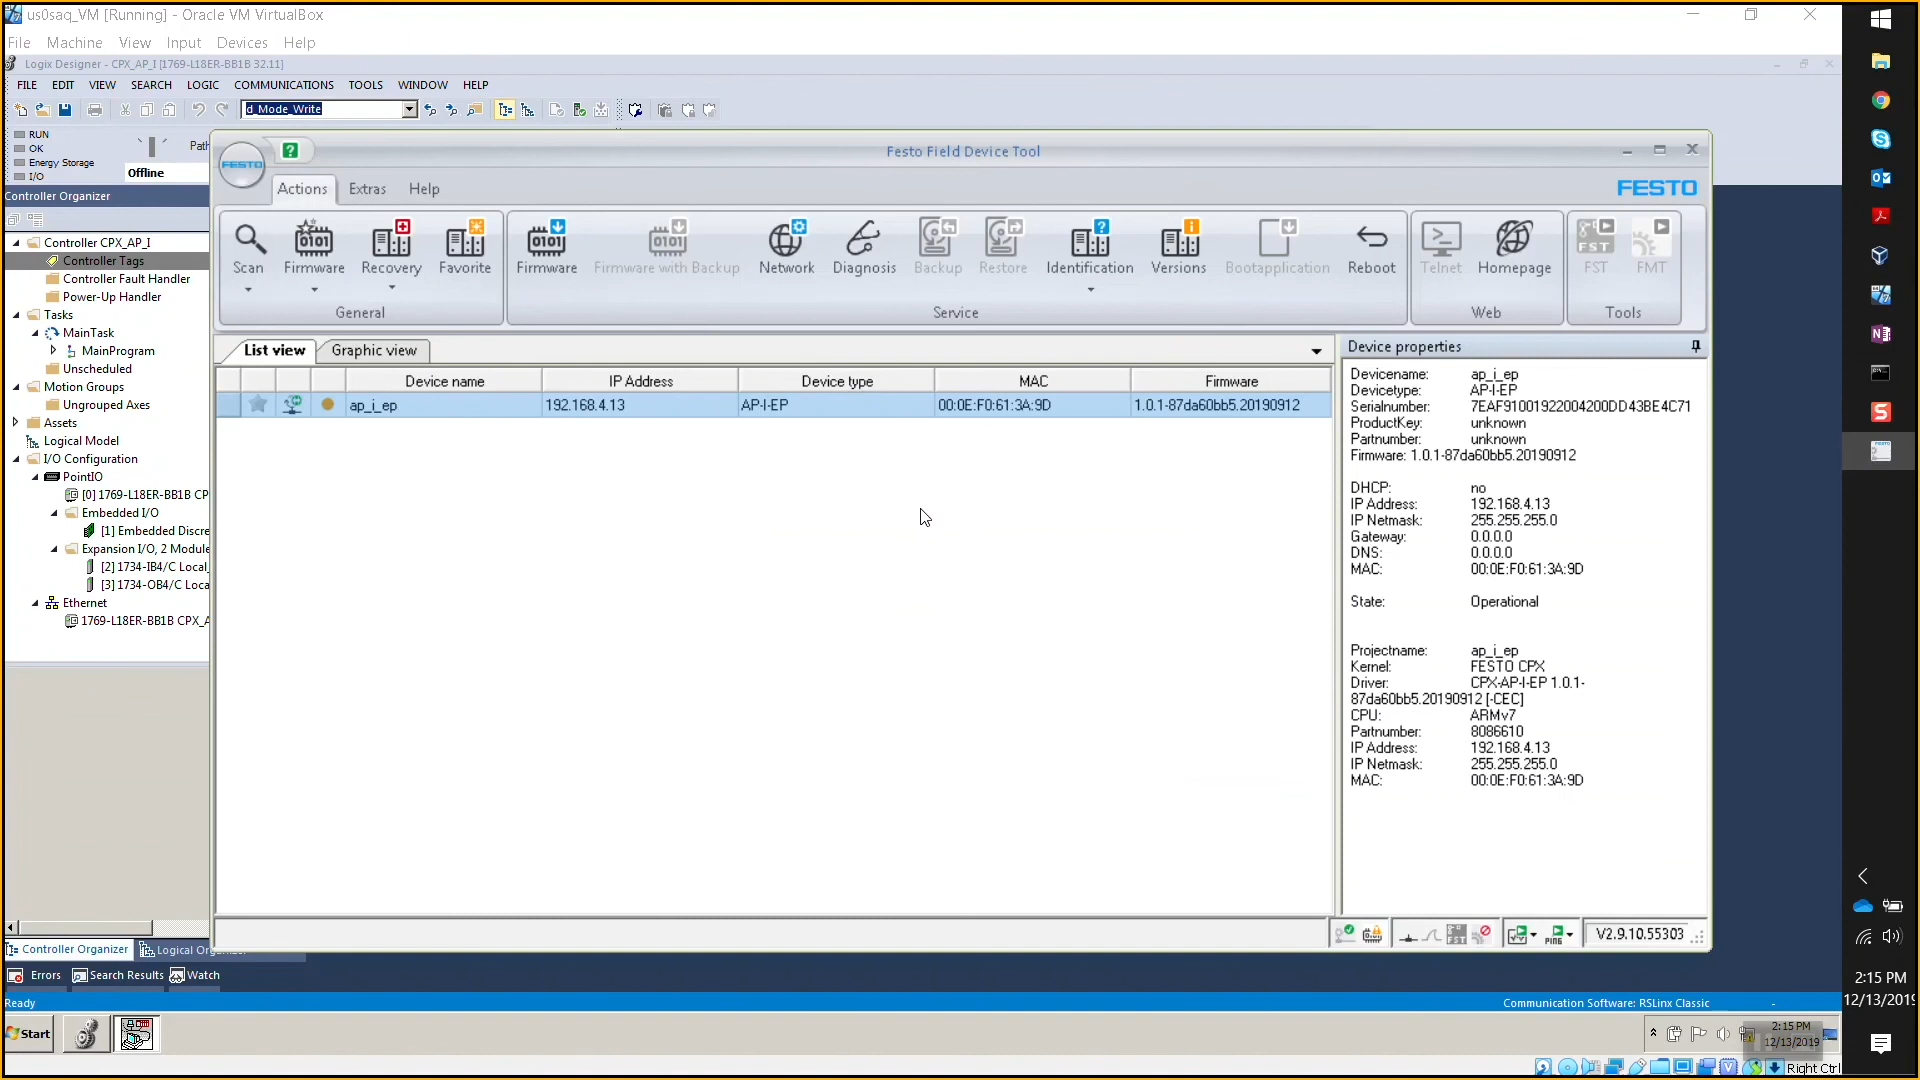 us0saq_VM [Running] - Oracle VM VirtualBox
File Machine View Input Devices Help
Logix Designer - CPX_AP_I [1769-L18ER-BB1B 32.11]
FILE EDIT VIEW SEARCH LOGIC COMMUNICATIONS TOOLS WINDOW HELP
d_Mode_Write
RUN
OK
Energy Storage
I/O
Path
Offline
Controller Organizer
Controller CPX_AP_I
Controller Tags
Controller Fault Handler
Power-Up Handler
Tasks
MainTask
MainProgram
Unscheduled
Motion Groups
Ungrouped Axes
Assets
Logical Model
I/O Configuration
PointIO
[0] 1769-L18ER-BB1B CP
Embedded I/O
[1] Embedded Discre
Expansion I/O, 2 Module
[2] 1734-IB4/C Local_
[3] 1734-OB4/C Loca
Ethernet
1769-L18ER-BB1B CPX_A
Controller Organizer Logical Organizer
Errors Search Results Watch
Ready
Communication Software: RSLinx Classic
Start
FESTO
Festo Field Device Tool
Actions Extras Help
FESTO
Scan Firmware Recovery Favorite
General
Firmware Firmware with Backup Network Diagnosis Backup Restore Identification Versions Bootapplication Reboot
Service
Telnet Homepage
Web
FST FMT
Tools
List view Graphic view
Device name IP Address Device type MAC Firmware
ap_i_ep 192.168.4.13 AP-I-EP 00:0E:F0:61:3A:9D 1.0.1-87da60bb5.20190912
Device properties
Devicename: ap_i_ep
Devicetype: AP-I-EP
Serialnumber: 7EAF91001922004200DD43BE4C71
ProductKey: unknown
Partnumber: unknown
Firmware: 1.0.1-87da60bb5.20190912
DHCP: no
IP Address: 192.168.4.13
IP Netmask: 255.255.255.0
Gateway: 0.0.0.0
DNS: 0.0.0.0
MAC: 00:0E:F0:61:3A:9D
State: Operational
Projectname: ap_i_ep
Kernel: FESTO CPX
Driver: CPX-AP-I-EP 1.0.1-
87da60bb5.20190912 [-CEC]
CPU: ARMv7
Partnumber: 8086610
IP Address: 192.168.4.13
IP Netmask: 255.255.255.0
MAC: 00:0E:F0:61:3A:9D
V2.9.10.55303
2:15 PM
12/13/2019
2:15 PM
12/13/2019
Right Ctrl